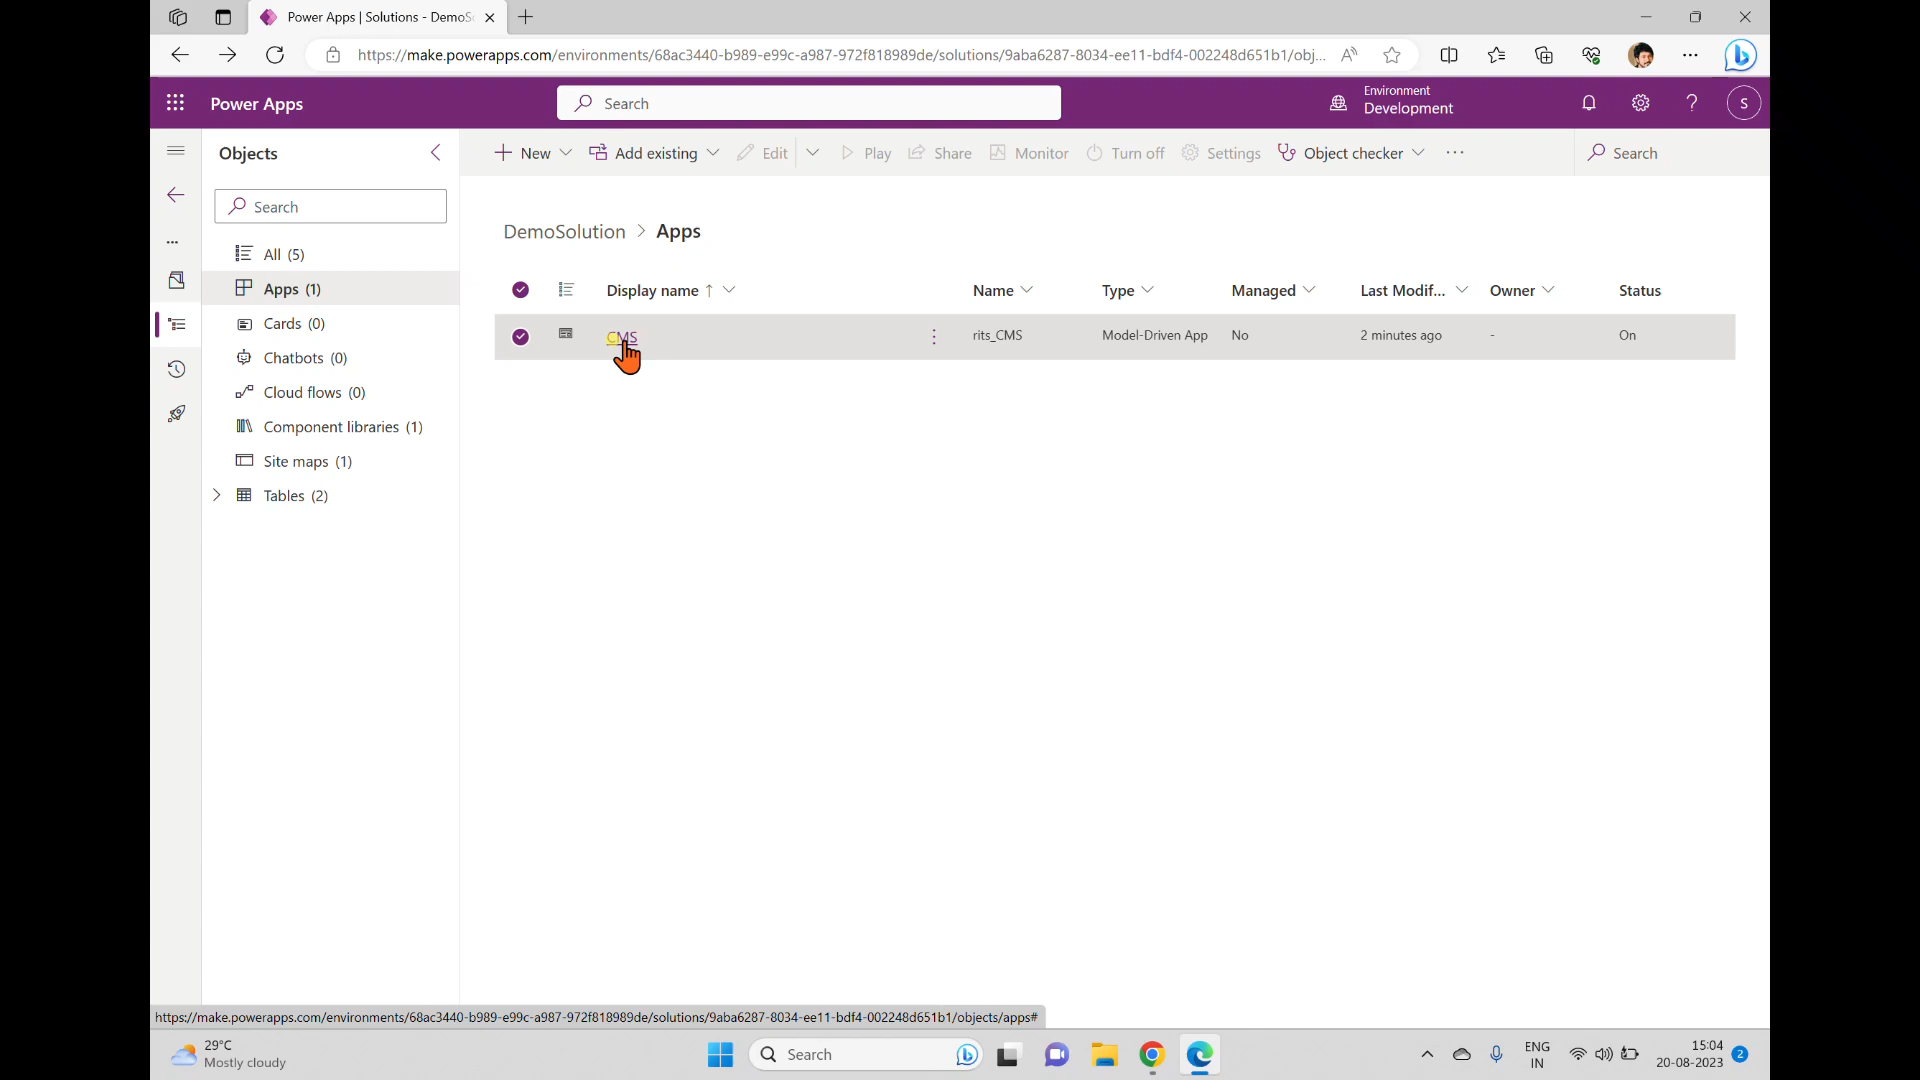 Power Apps | Solutions - DemoSo
https://make.powerapps.com/environments/68ac3440-b989-e99c-a987-972f818989de/solutions/9aba6287-8034-ee11-bdf4-002248d651b1/obj...
Power Apps
Search
Environment
Development
S
Objects
New
Add existing
Edit
Play
Share
Monitor
Turn off
Settings
Object checker
Search
Search
DemoSolution > Apps
All (5)
Apps (1)
Cards (0)
Chatbots (0)
Cloud flows (0)
Component libraries (1)
Site maps (1)
Tables (2)
Display name ↑
Name
Type
Managed
Last Modif...
Owner
Status
CMS
rits_CMS
Model-Driven App
No
2 minutes ago
-
On
https://make.powerapps.com/environments/68ac3440-b989-e99c-a987-972f818989de/solutions/9aba6287-8034-ee11-bdf4-002248d651b1/objects/apps#
29°C
Mostly cloudy
Search
ENG
IN
15:04
20-08-2023
2